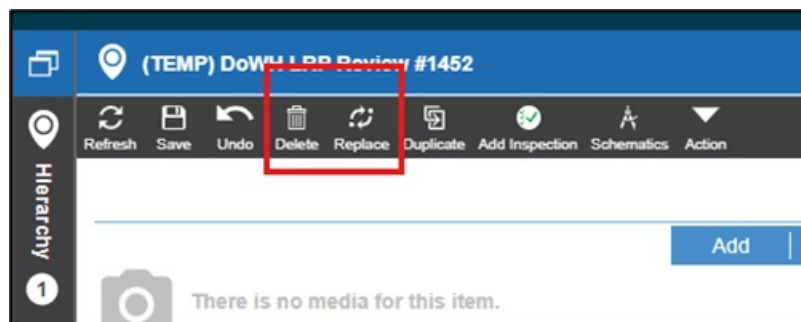 (TEMP) DoWH LRP Review #1452
Refresh Save Undo Delete Replace Duplicate Add Inspection Schematics Action
Hierarchy
1
Add
There is no media for this item.